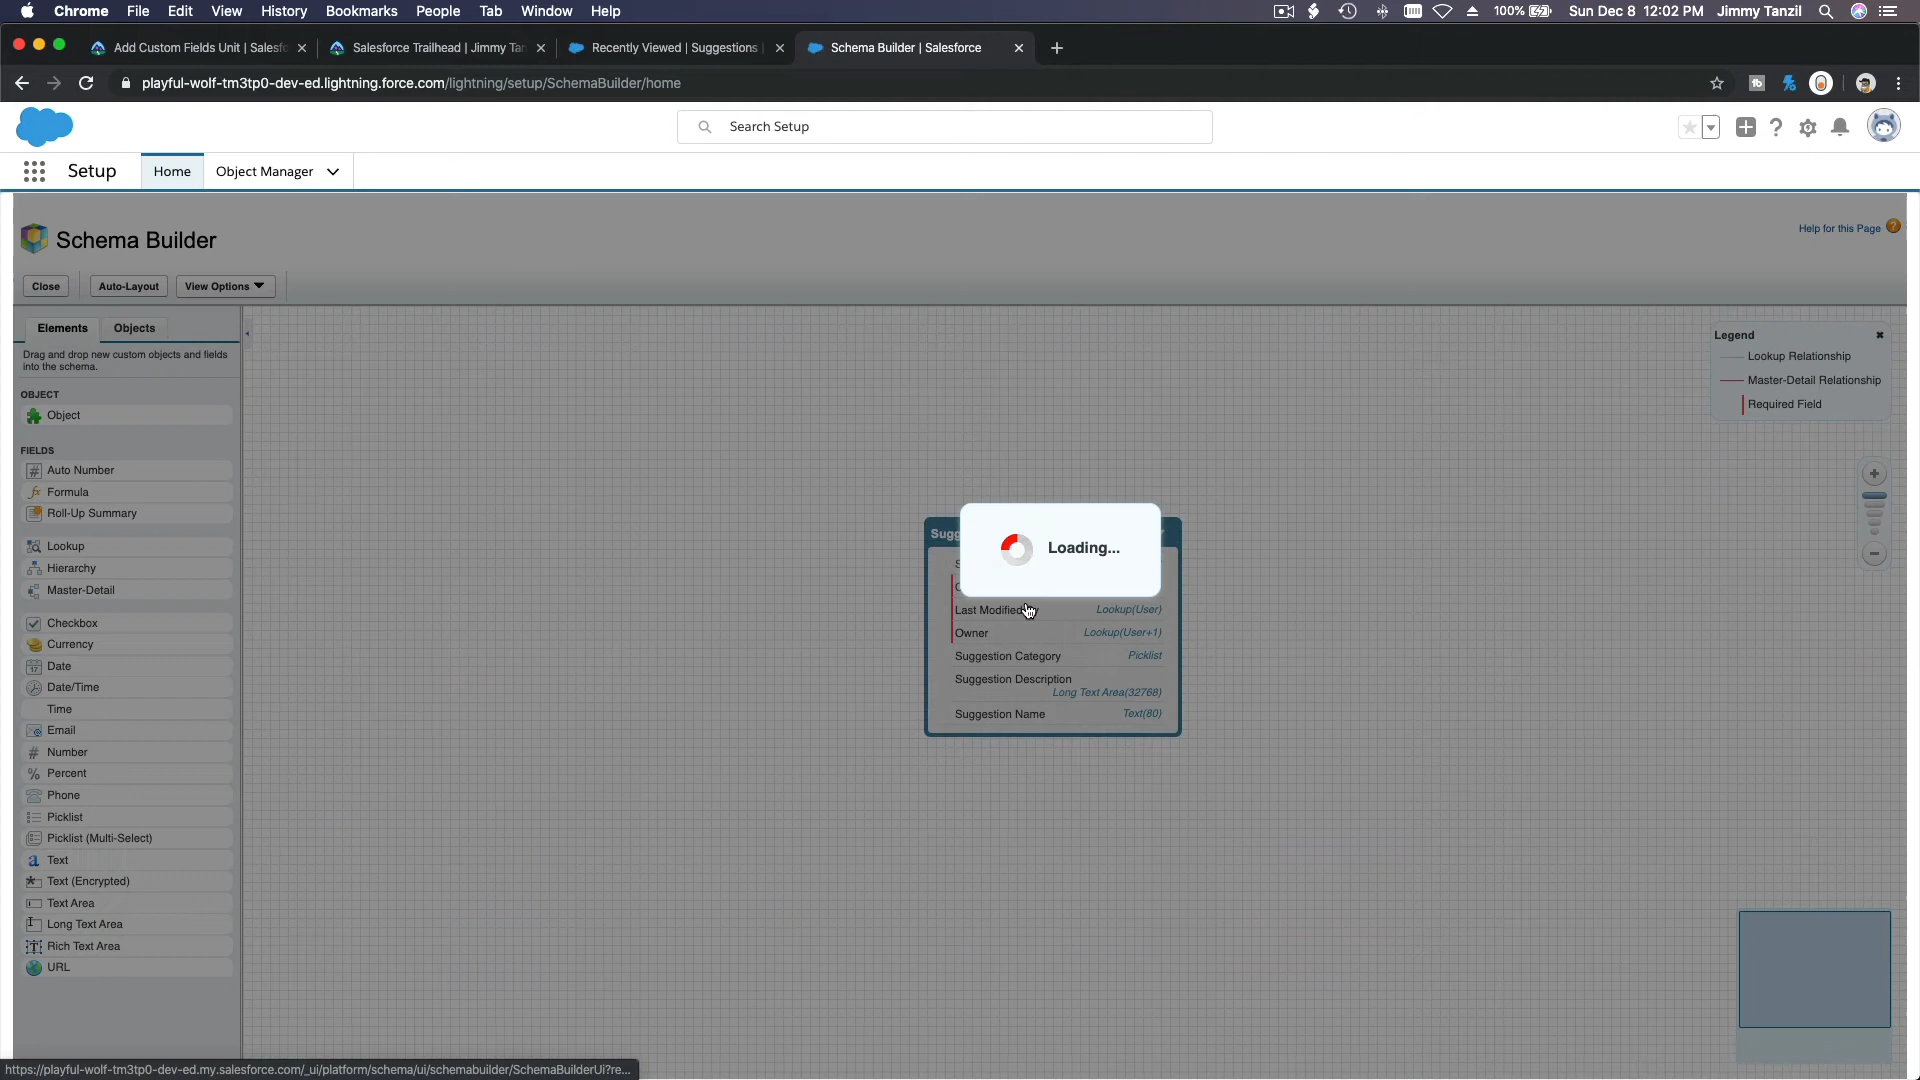 Chrome File Edit View History Bookmarks People Tab Window Help 100% Sun Dec 8 12:02 PM Jimmy Tanzil
Add Custom Fields Unit | Salesf Salesforce Trailhead | Jimmy Tan Recently Viewed | Suggestions | Schema Builder | Salesforce
playful-wolf-tm3tp0-dev-ed.lightning.force.com/lightning/setup/SchemaBuilder/home
Search Setup
Setup Home Object Manager
Schema Builder
Help for this Page
Close Auto-Layout View Options
Elements Objects
Drag and drop new custom objects and fields
into the schema.
OBJECT
Object
FIELDS
Auto Number
Formula
Roll-Up Summary
Lookup
Hierarchy
Master-Detail
Checkbox
Currency
Date
Date/Time
Time
Email
Number
Percent
Phone
Picklist
Picklist (Multi-Select)
Text
Text (Encrypted)
Text Area
Long Text Area
Rich Text Area
URL
Sugg
Loading...
Last Modified By Lookup(User)
Owner Lookup(User+1)
Suggestion Category Picklist
Suggestion Description
Long Text Area(32768)
Suggestion Name Text(80)
Legend
Lookup Relationship
Master-Detail Relationship
Required Field
https://playful-wolf-tm3tp0-dev-ed.my.salesforce.com/_ui/platform/schema/ui/schemabuilder/SchemaBuilderUi?re...